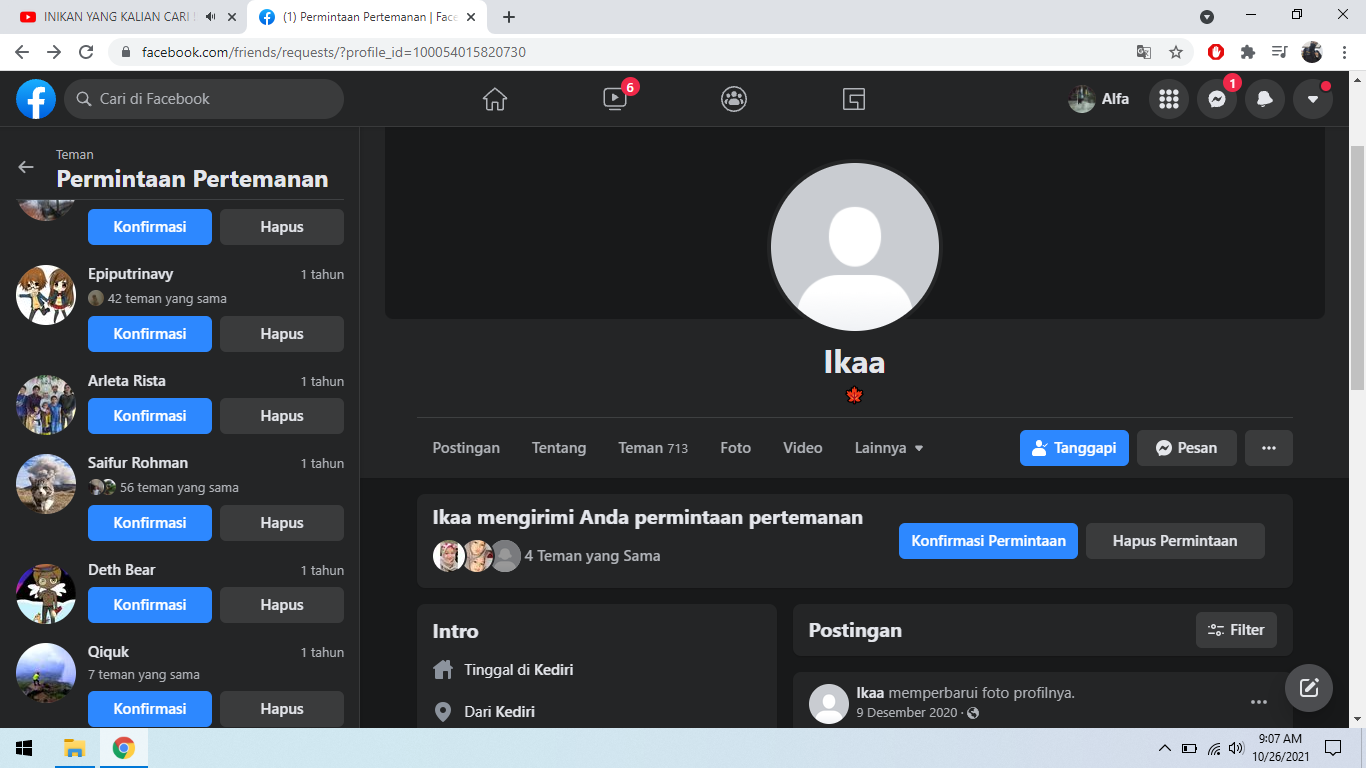 INIKAN YANG KALIAN CARI
(1) Permintaan Pertemanan | Face
facebook.com/friends/requests/?profile_id=100054015820730
Cari di Facebook
6
Alfa
1
Teman
Permintaan Pertemanan
Konfirmasi Hapus
Epiputrinavy 1 tahun
42 teman yang sama
Konfirmasi Hapus
Arleta Rista 1 tahun
Konfirmasi Hapus
Saifur Rohman 1 tahun
56 teman yang sama
Konfirmasi Hapus
Deth Bear 1 tahun
Konfirmasi Hapus
Qiquk 1 tahun
7 teman yang sama
Konfirmasi Hapus
Ikaa
Postingan Tentang Teman 713 Foto Video Lainnya
Tanggapi Pesan
Ikaa mengirimi Anda permintaan pertemanan
4 Teman yang Sama
Konfirmasi Permintaan Hapus Permintaan
Intro
Tinggal di Kediri
Dari Kediri
Postingan
Filter
Ikaa memperbarui foto profilnya.
9 Desember 2020 ·
9:07 AM
10/26/2021